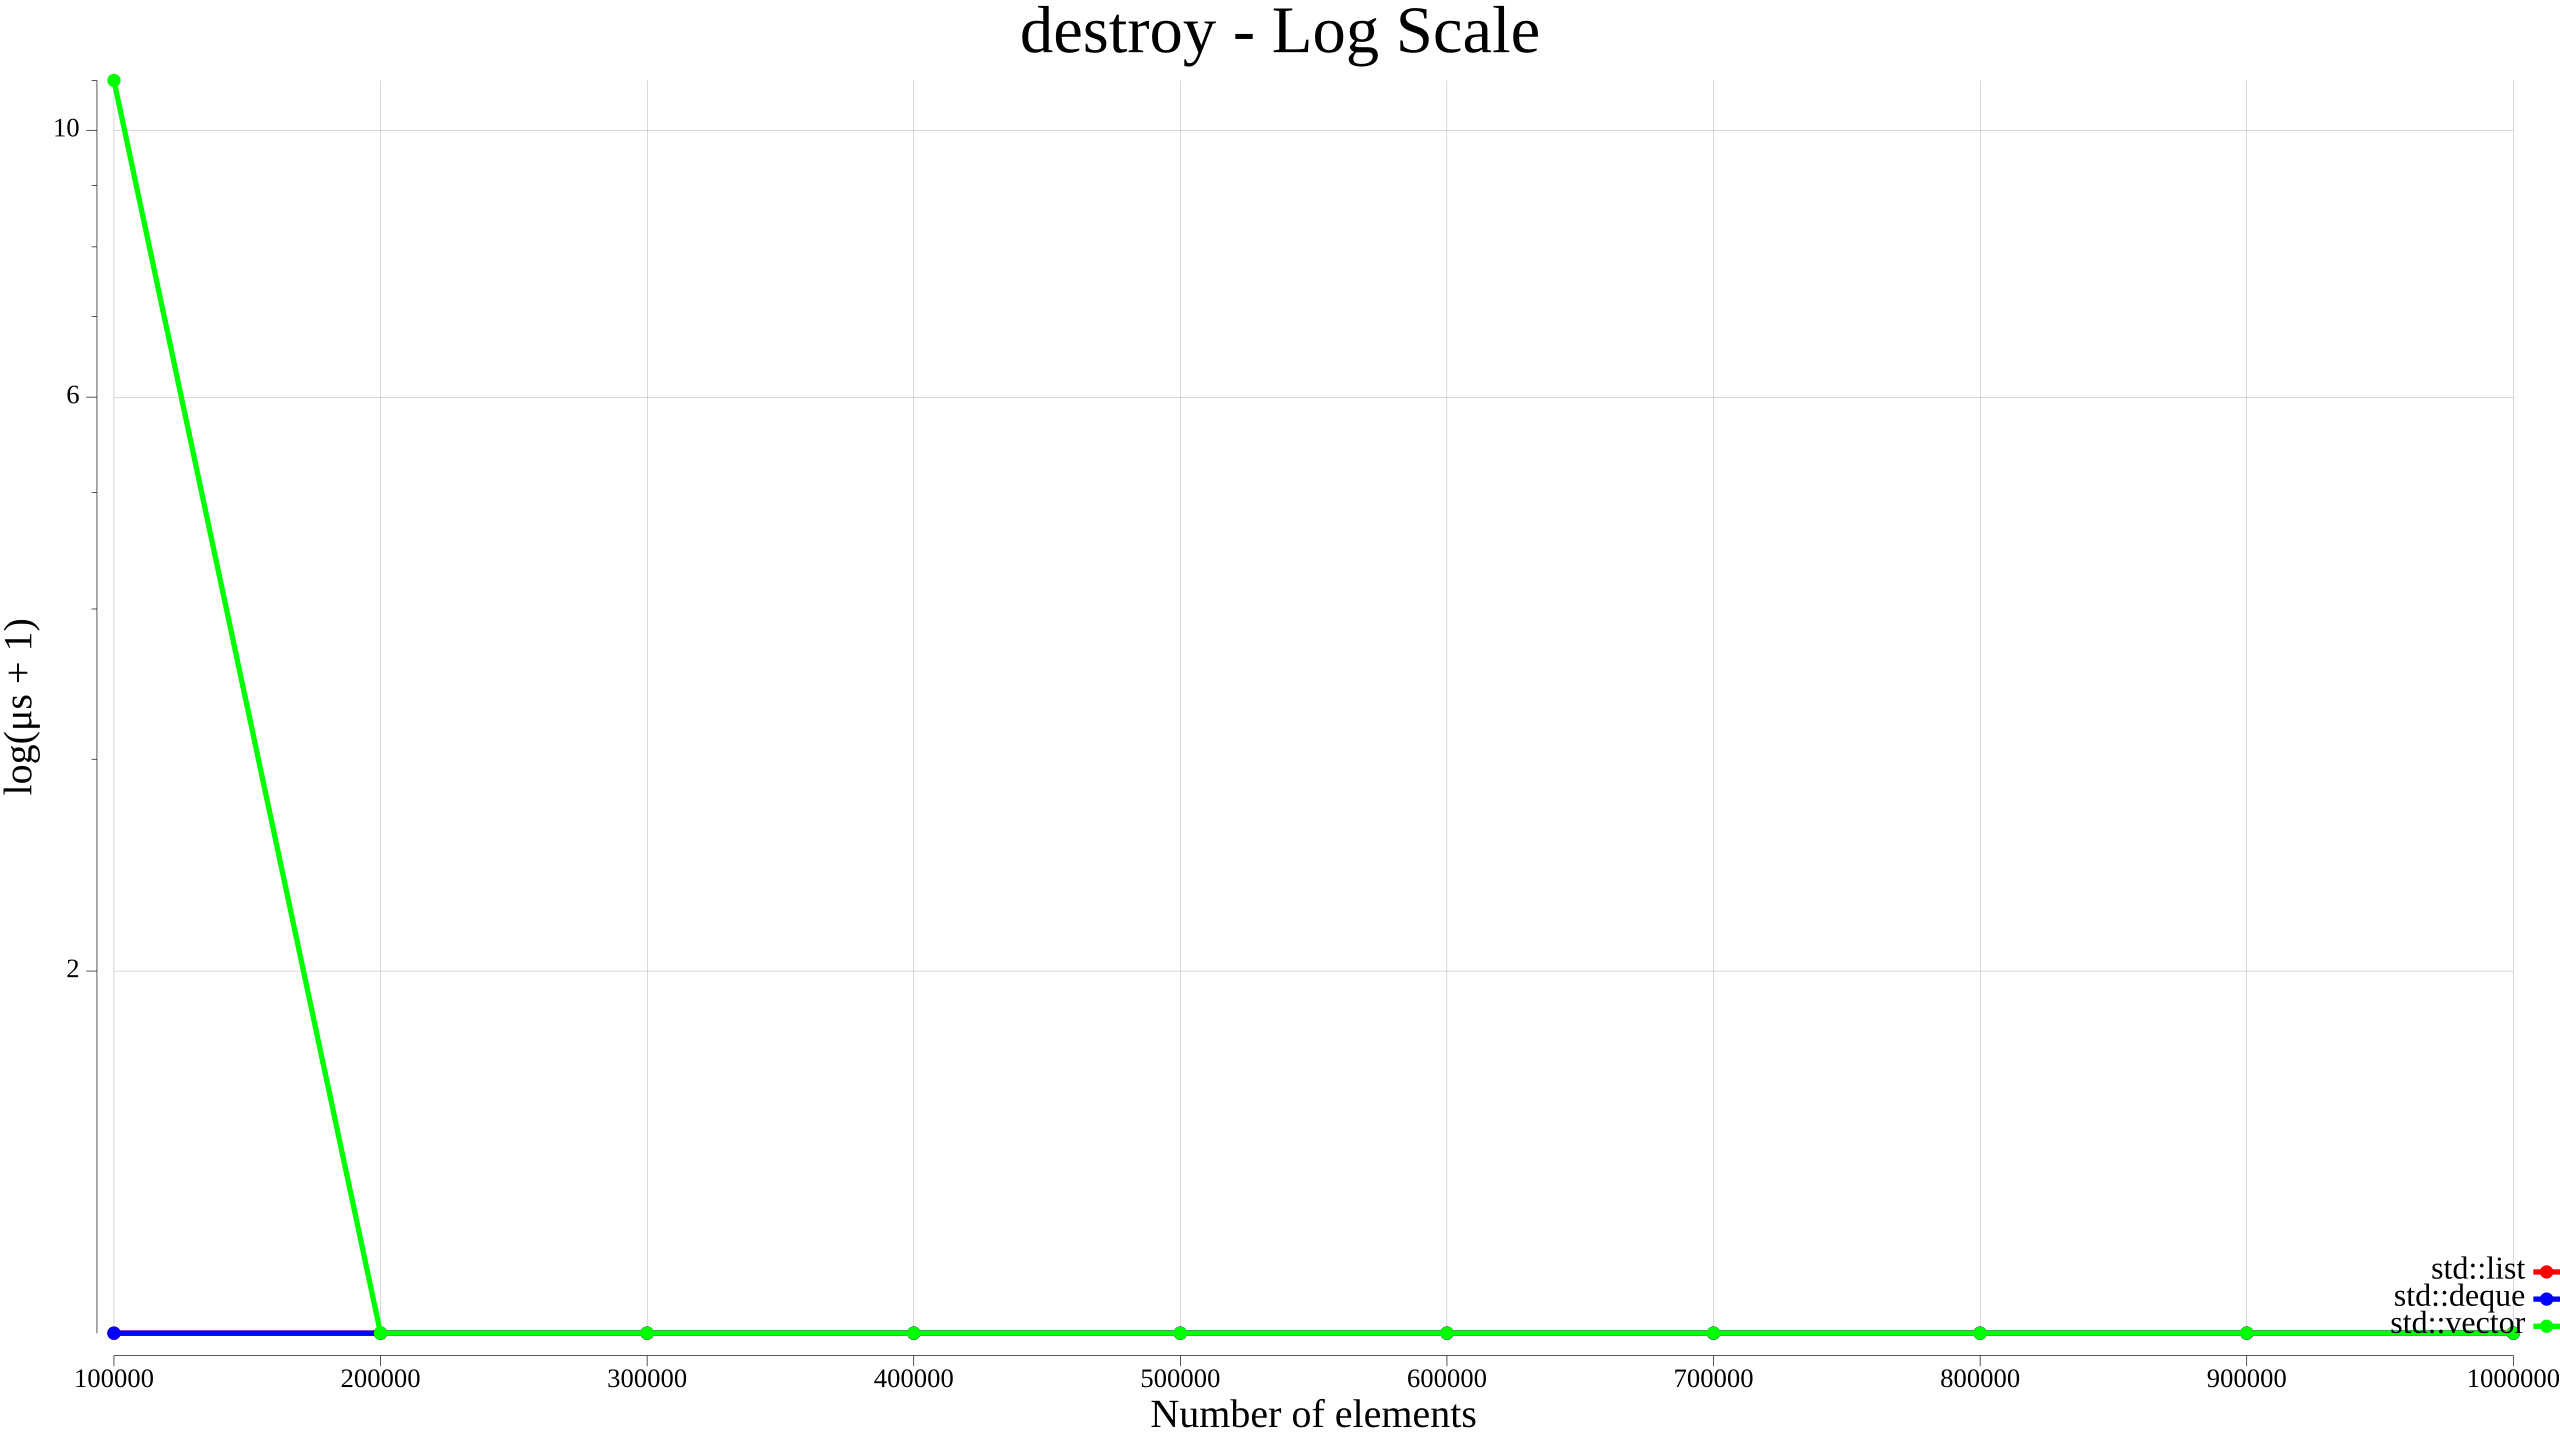 destroy - Log Scale
10
6
2
log(μs + 1)
std::list
std::deque
std::vector
100000 200000 300000 400000 500000 600000 700000 800000 900000 1000000
Number of elements